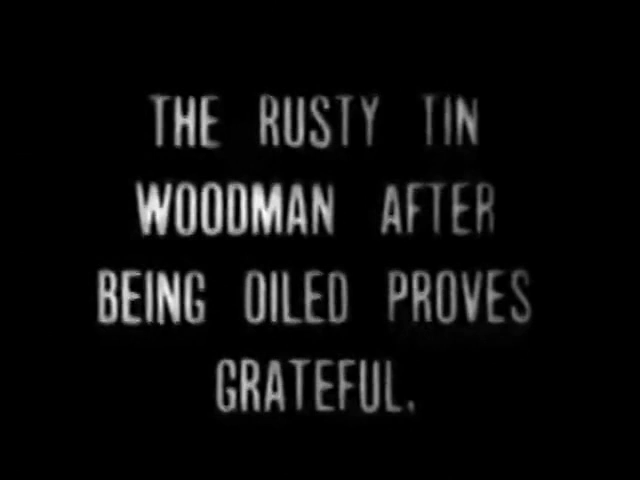 THE RUSTY TIN
WOODMAN AFTER
BEING OILED PROVES
GRATEFUL.